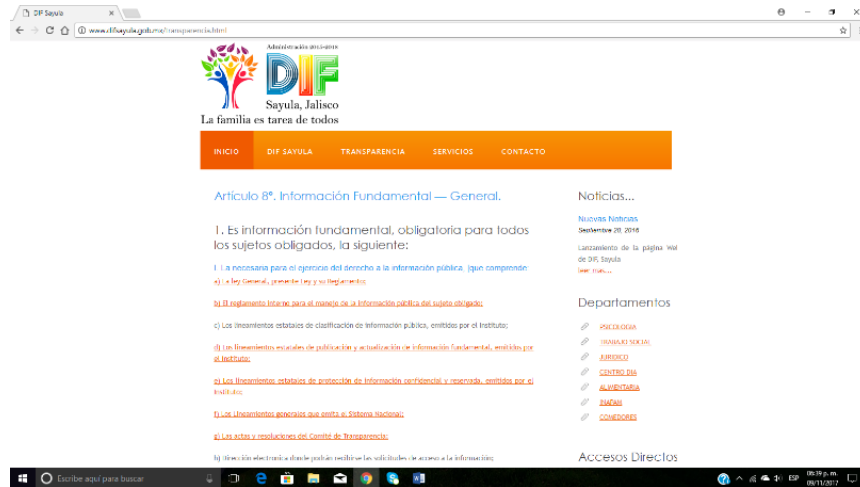 DIF Sayula
www.difsayula.gob.mx/transparencia.html
Administración 2015-2018
DIF
Sayula, Jalisco
La familia es tarea de todos
INICIO
DIF SAYULA
TRANSPARENCIA
SERVICIOS
CONTACTO
Artículo 8º. Información Fundamental — General.
1. Es información fundamental, obligatoria para todos
los sujetos obligados, la siguiente:
I. La necesaria para el ejercicio del derecho a la información pública, que comprende:
a) La ley General, presente Ley y su Reglamento;
b) El reglamento interno para el manejo de la información pública del sujeto obligado;
c) Los lineamientos estatales de clasificación de información pública, emitidos por el Instituto;
d) Los lineamientos estatales de publicación y actualización de información fundamental, emitidos por
el Instituto;
e) Los lineamientos estatales de protección de información confidencial y reservada, emitidos por el
Instituto;
f) Los Lineamientos generales que emita el Sistema Nacional;
g) Las actas y resoluciones del Comité de Transparencia;
h) Dirección electronica donde podrán recibirse las solicitudes de acceso a la información;
Noticias...
Nuevas Noticias
Septiembre 28, 2016
Lanzamiento de la página Wel
de DIF, Sayula
leer mas....
Departamentos
PSICOLOGIA
TRABAJO SOCIAL
JURIDICO
CENTRO DIA
ALIMENTARIA
INAPAM
COMEDORES
Accesos Directos
Escribe aquí para buscar
ESP
06:39 p. m.
09/11/2017